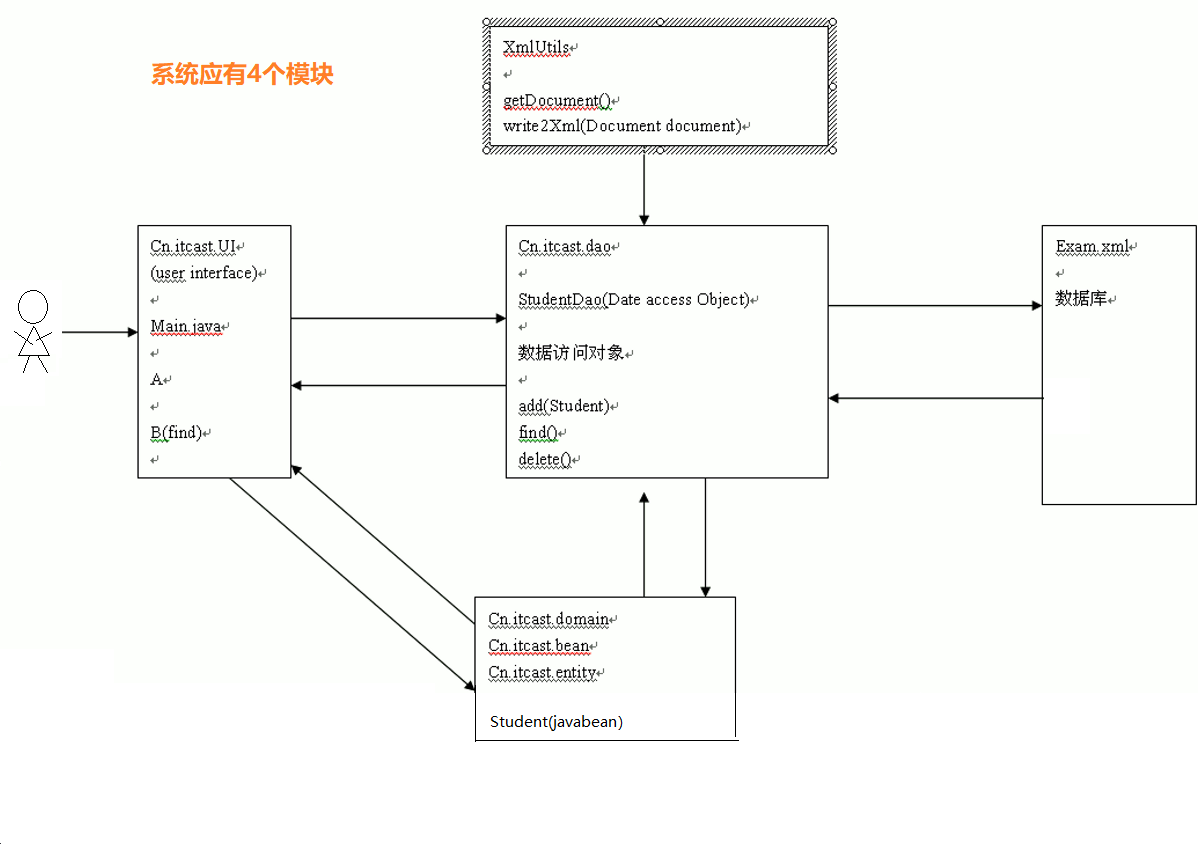 系统应有4个模块
XmlUtils
getDocument()
write2Xml(Document document)
Cn.itcast.UI
(user interface)
Main.java
A
B(find)
Cn.itcast.dao
StudentDao(Date access Object)
数据访问对象
add(Student)
find()
delete()
Exam.xml
数据库
Cn.itcast.domain
Cn.itcast.bean
Cn.itcast.entity
Student(javabean)